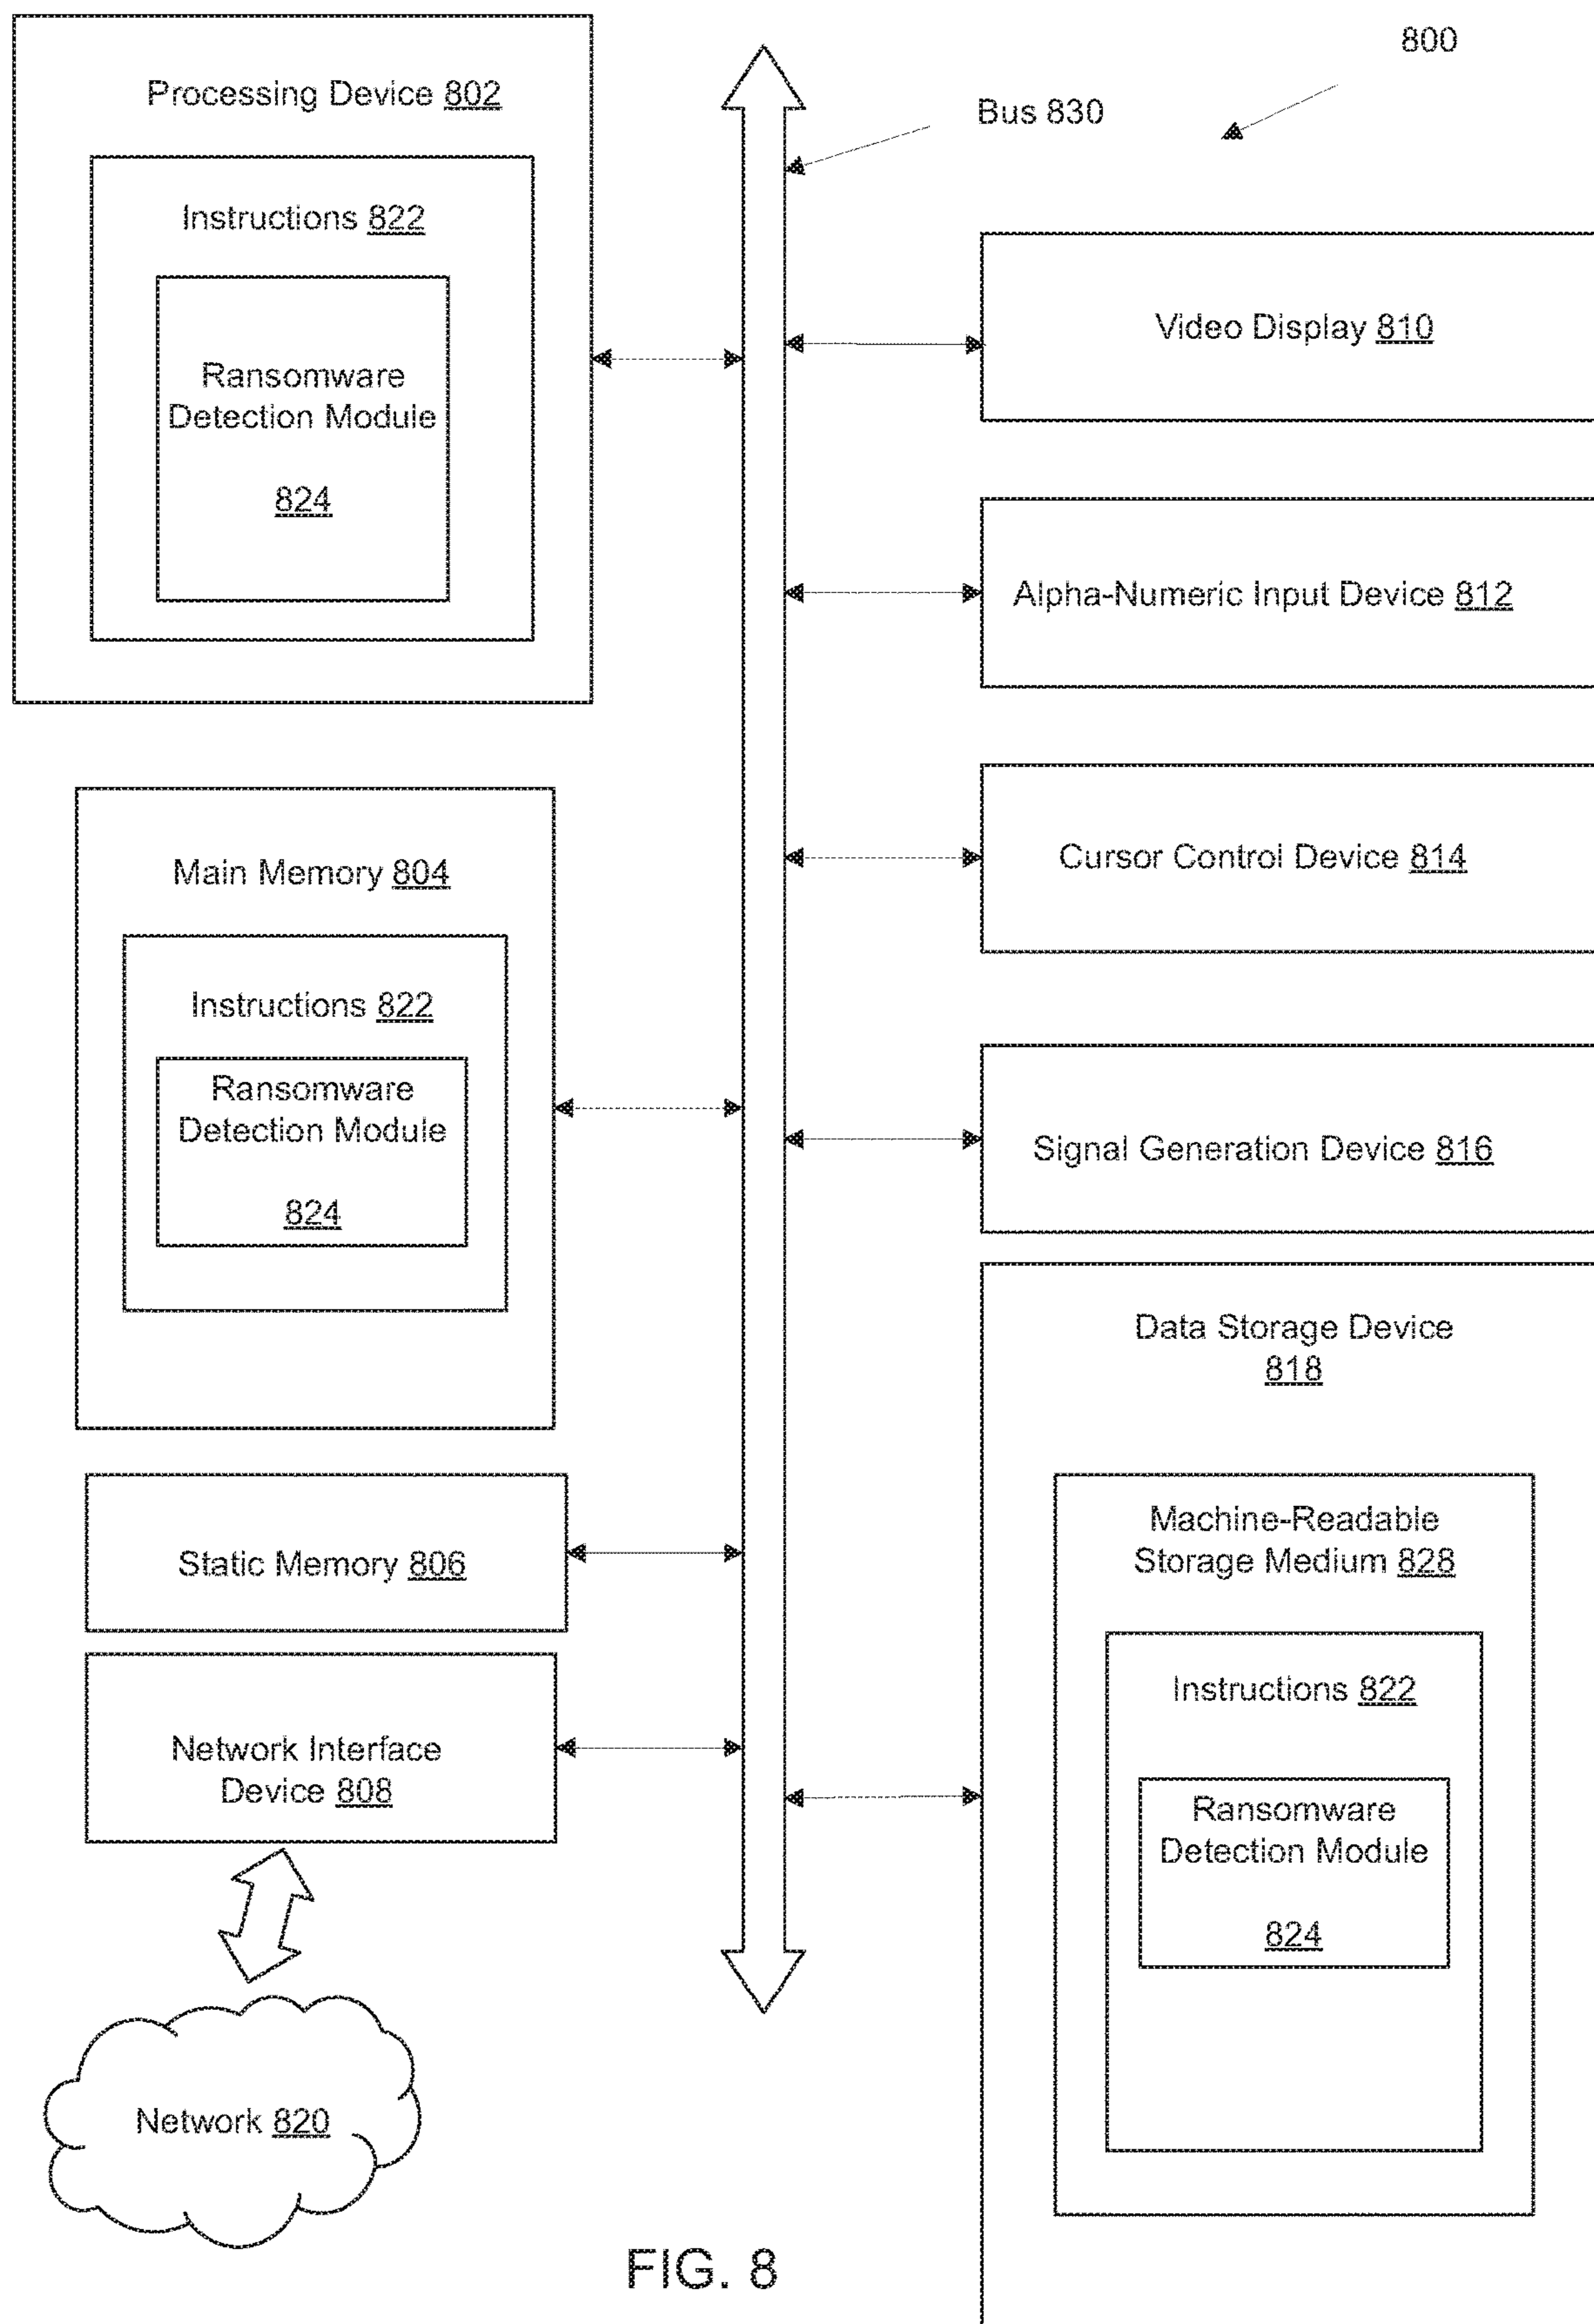 800
Bus 830
Processing Device 802
Instructions 822
Ransomware
Detection Module
824
Main Memory 804
Instructions 822
Ransomware
Detection Module
824
Static Memory 806
Network Interface
Device 808
Network 820
Video Display 810
Alpha-Numeric Input Device 812
Cursor Control Device 814
Signal Generation Device 816
Data Storage Device
818
Machine-Readable
Storage Medium 828
Instructions 822
Ransomware
Detection Module
824
FIG. 8